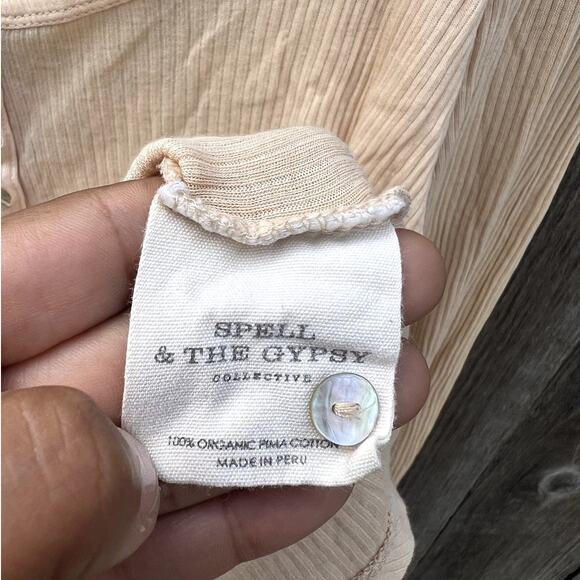 SPELL
& THE GYPSY
COLLECTIVE
100% ORGANIC PIMA COTTON
MADE IN PERU